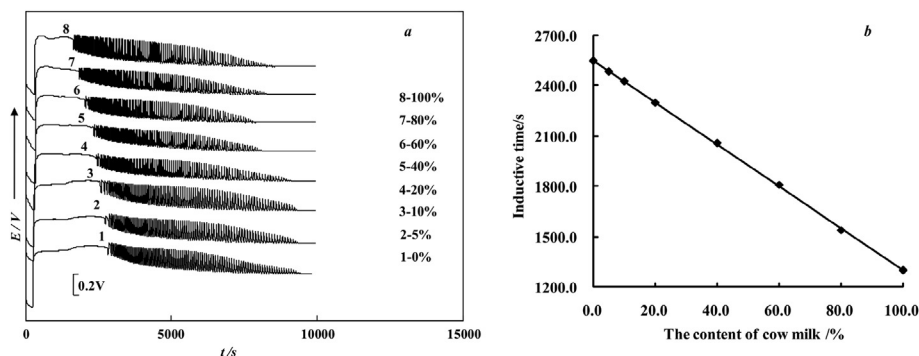 a
8
7
6
5
4
3
2
1
8-100%
7-80%
6-60%
5-40%
4-20%
3-10%
2-5%
1-0%
E / V
0.2V
0 5000 10000 15000
t/s
b
2700.0
2400.0
2100.0
1800.0
1500.0
1200.0
Inductive time/s
0.0 20.0 40.0 60.0 80.0 100.0
The content of cow milk /%